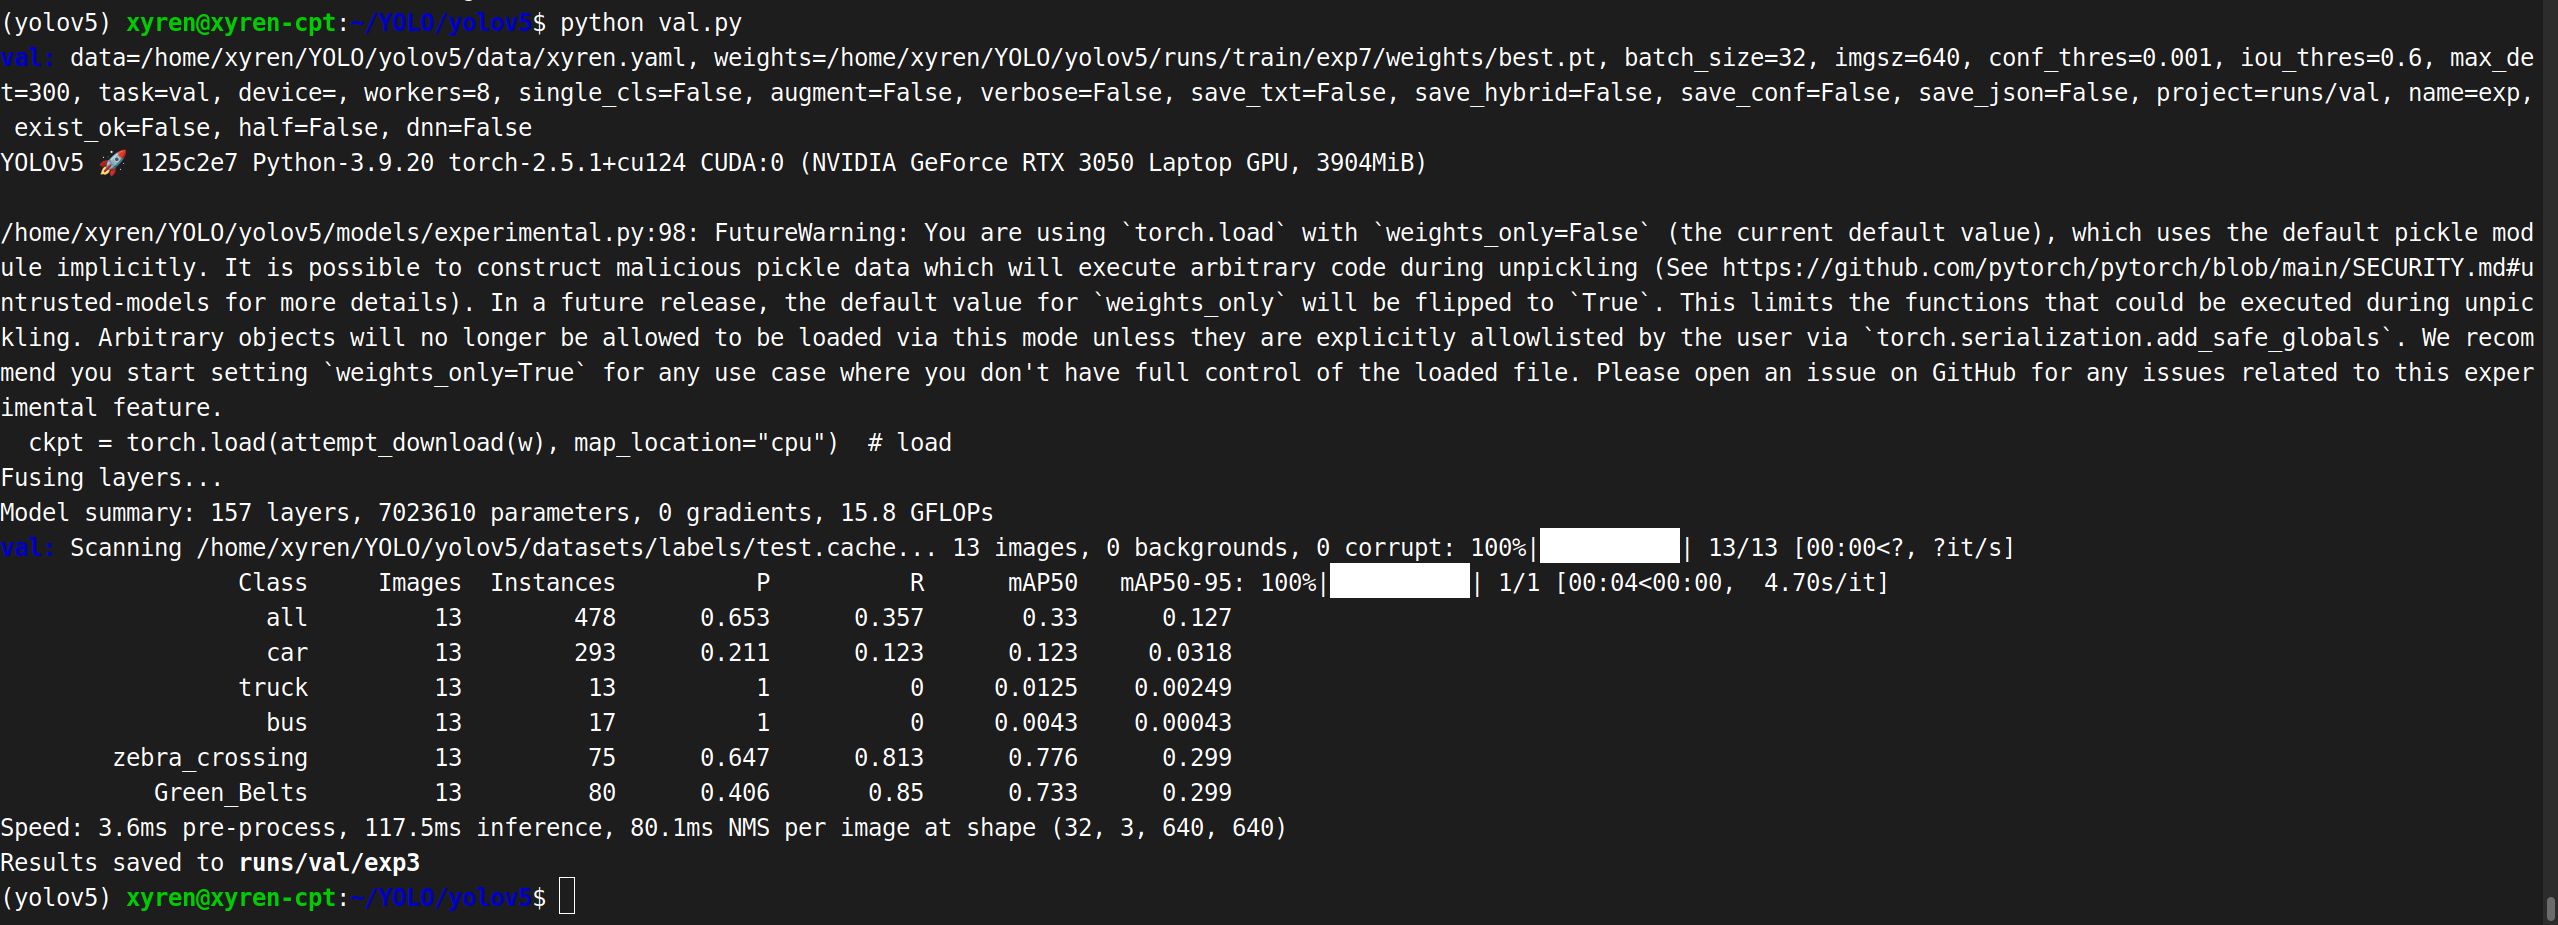 (yolov5) xyren@xyren-cpt:~/YOLO/yolov5$ python val.py
val: data=/home/xyren/YOLO/yolov5/data/xyren.yaml, weights=/home/xyren/YOLO/yolov5/runs/train/exp7/weights/best.pt, batch_size=32, imgsz=640, conf_thres=0.001, iou_thres=0.6, max_de
t=300, task=val, device=, workers=8, single_cls=False, augment=False, verbose=False, save_txt=False, save_hybrid=False, save_conf=False, save_json=False, project=runs/val, name=exp,
 exist_ok=False, half=False, dnn=False
YOLOv5 🚀 125c2e7 Python-3.9.20 torch-2.5.1+cu124 CUDA:0 (NVIDIA GeForce RTX 3050 Laptop GPU, 3904MiB)
/home/xyren/YOLO/yolov5/models/experimental.py:98: FutureWarning: You are using `torch.load` with `weights_only=False` (the current default value), which uses the default pickle mod
ule implicitly. It is possible to construct malicious pickle data which will execute arbitrary code during unpickling (See https://github.com/pytorch/pytorch/blob/main/SECURITY.md#u
ntrusted-models for more details). In a future release, the default value for `weights_only` will be flipped to `True`. This limits the functions that could be executed during unpic
kling. Arbitrary objects will no longer be allowed to be loaded via this mode unless they are explicitly allowlisted by the user via `torch.serialization.add_safe_globals`. We recom
mend you start setting `weights_only=True` for any use case where you don't have full control of the loaded file. Please open an issue on GitHub for any issues related to this exper
imental feature.
  ckpt = torch.load(attempt_download(w), map_location="cpu")  # load
Fusing layers...
Model summary: 157 layers, 7023610 parameters, 0 gradients, 15.8 GFLOPs
val: Scanning /home/xyren/YOLO/yolov5/datasets/labels/test.cache... 13 images, 0 backgrounds, 0 corrupt: 100%|██████████| 13/13 [00:00<?, ?it/s]
                 Class     Images  Instances          P          R      mAP50   mAP50-95: 100%|██████████| 1/1 [00:04<00:00,  4.70s/it]
                   all         13        478      0.653      0.357       0.33      0.127
                   car         13        293      0.211      0.123      0.123     0.0318
                 truck         13         13          1          0     0.0125    0.00249
                   bus         13         17          1          0     0.0043    0.00043
        zebra_crossing         13         75      0.647      0.813      0.776      0.299
           Green_Belts         13         80      0.406       0.85      0.733      0.299
Speed: 3.6ms pre-process, 117.5ms inference, 80.1ms NMS per image at shape (32, 3, 640, 640)
Results saved to runs/val/exp3
(yolov5) xyren@xyren-cpt:~/YOLO/yolov5$